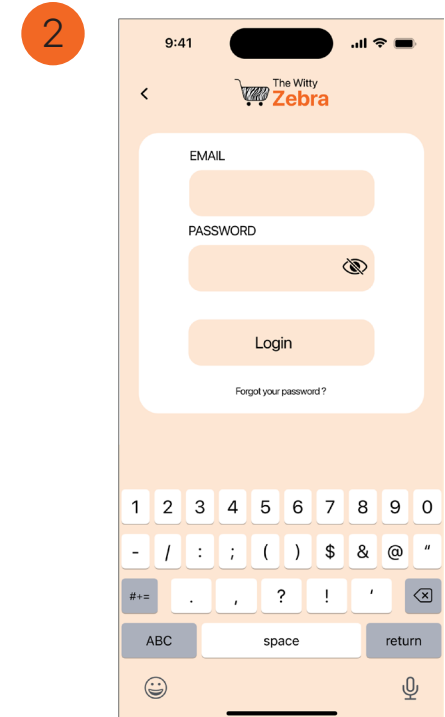 2
9:41
The Witty
Zebra
EMAIL
PASSWORD
Login
Forgot your password ?
1 2 3 4 5 6 7 8 9 0
- / : ; ( ) $ & @ "
#+= . , ? ! '
ABC space return